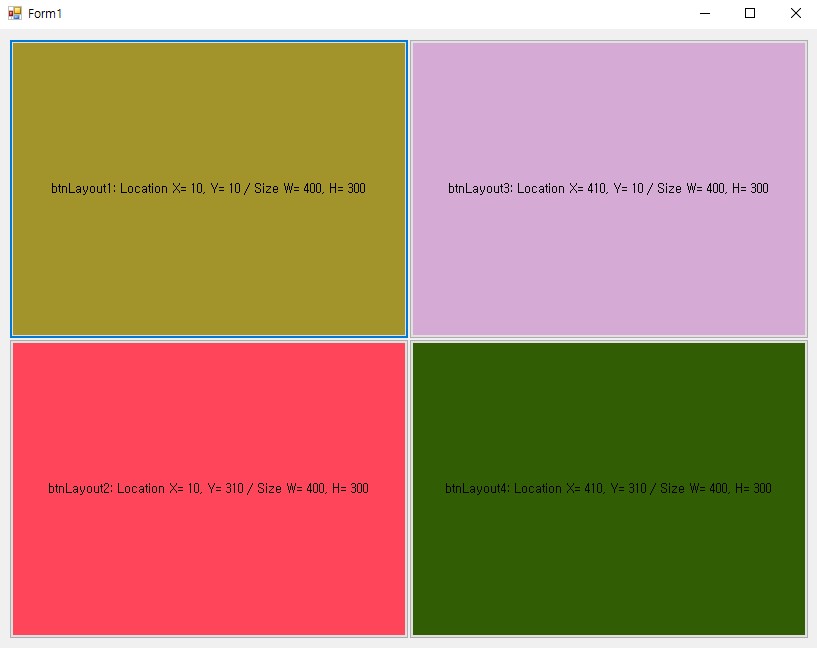 Form1
btnLayout1: Location X= 10, Y= 10 / Size W= 400, H= 300
btnLayout3: Location X= 410, Y= 10 / Size W= 400, H= 300
btnLayout2: Location X= 10, Y= 310 / Size W= 400, H= 300
btnLayout4: Location X= 410, Y= 310 / Size W= 400, H= 300